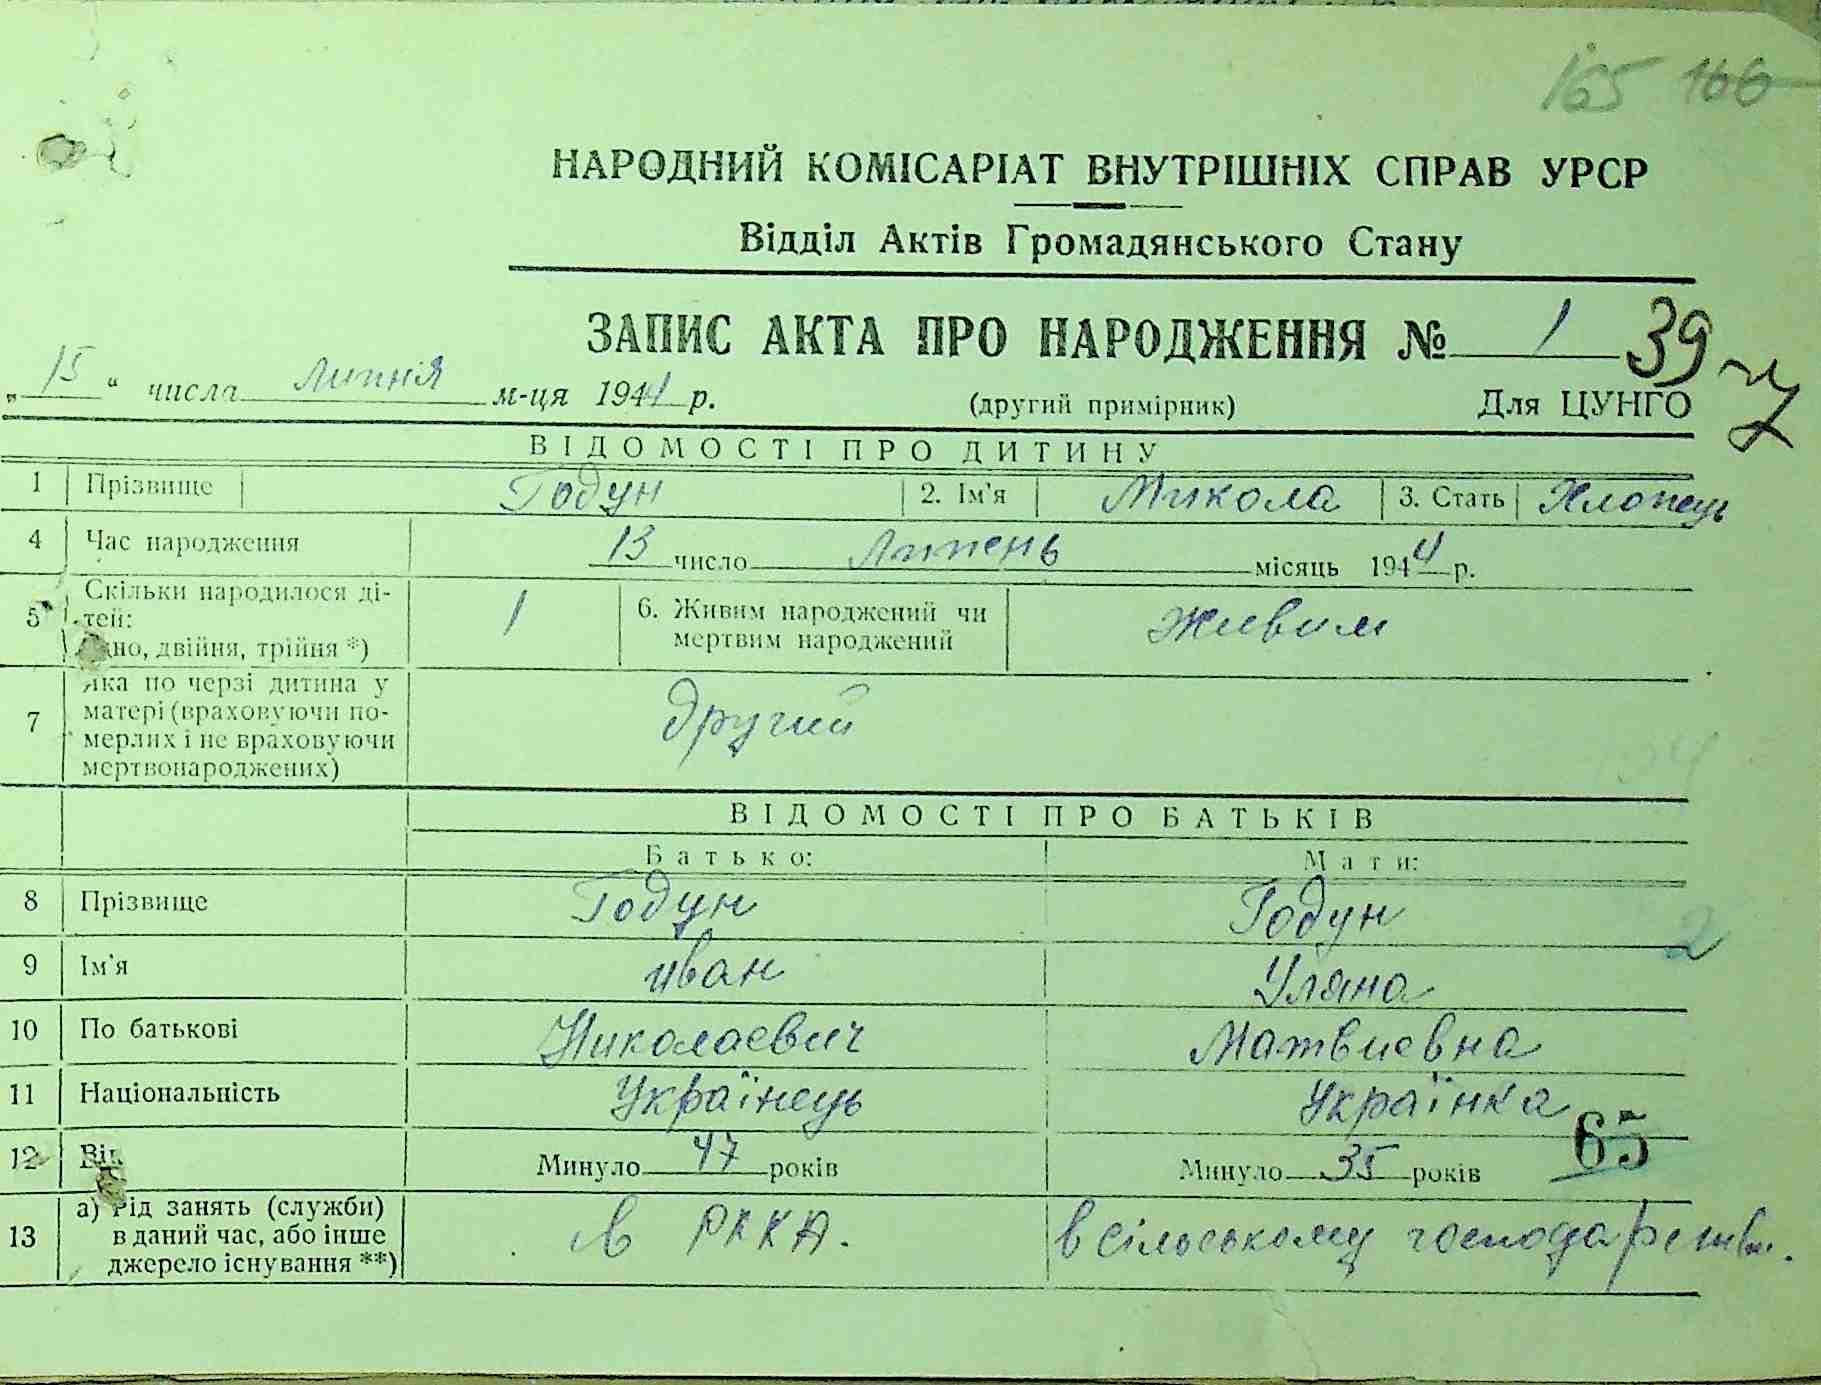 165 166
НАРОДНИЙ КОМІСАРІАТ ВНУТРІШНІХ СПРАВ УРСР
Відділ Актів Громадянського Стану
ЗАПИС АКТА ПРО НАРОДЖЕННЯ № 1 39
„15“ числа липня м-ця 1944 р. (другий примірник) Для ЦУНГО
ВІДОМОСТІ ПРО ДИТИНУ
1 Прізвище Годун 2. Ім'я Микола 3. Стать Хлопець
4 Час народження 13 число Липень місяць 1944 р.
5 Скільки народилося ді-
тей:
одно, двійня, трійня *) 1 6. Живим народжений чи
мертвим народжений Живим
7 Яка по черзі дитина у
матері (враховуючи по-
мерлих і не враховуючи
мертвонароджених) другий
ВІДОМОСТІ ПРО БАТЬКІВ
Батько: Мати:
8 Прізвище Годун Годун
2
9 Ім'я иван Уляна
10 По батькові Николаевич Матвиевна
11 Національність Українець Українка
65
12 Вік Минуло 47 років Минуло 35 років
13 а) Рід занять (служби)
в даний час, або інше
джерело існування **) в РККА. в сільському господарстві.